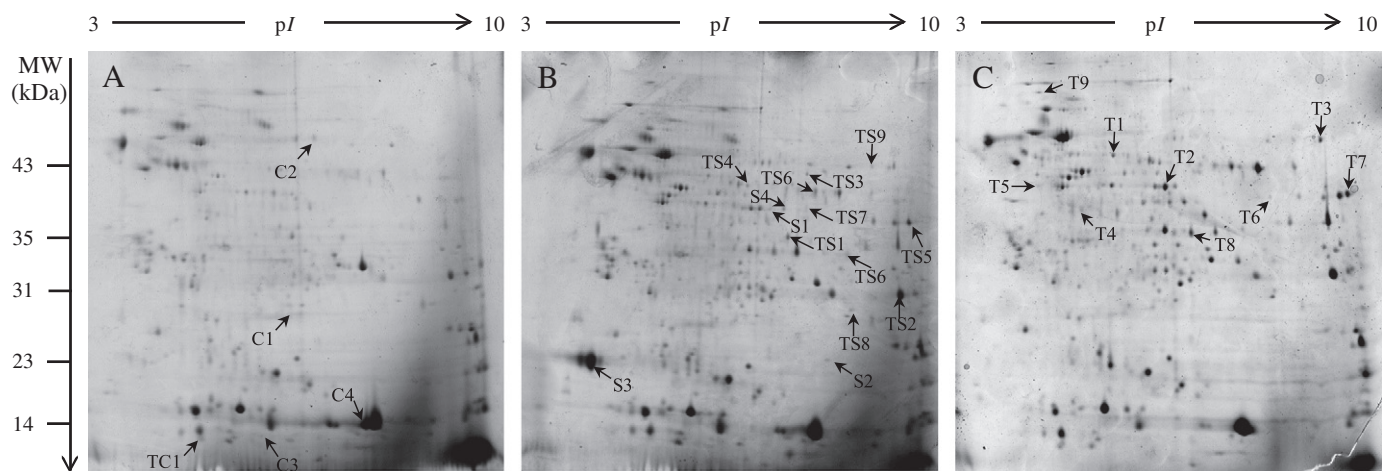 3 pI 10 3 pI 10 3 pI 10
MW
(kDa)
A B C
T9
T3
TS9 T1
43
C2 TS4 TS6 TS3 T2 T7
T5
S4
TS7 T6
S1 T4
35
TS1 T8
TS5
TS6
31
TS2
C1
TS8
23
S3 S2
C4
14
TC1 C3